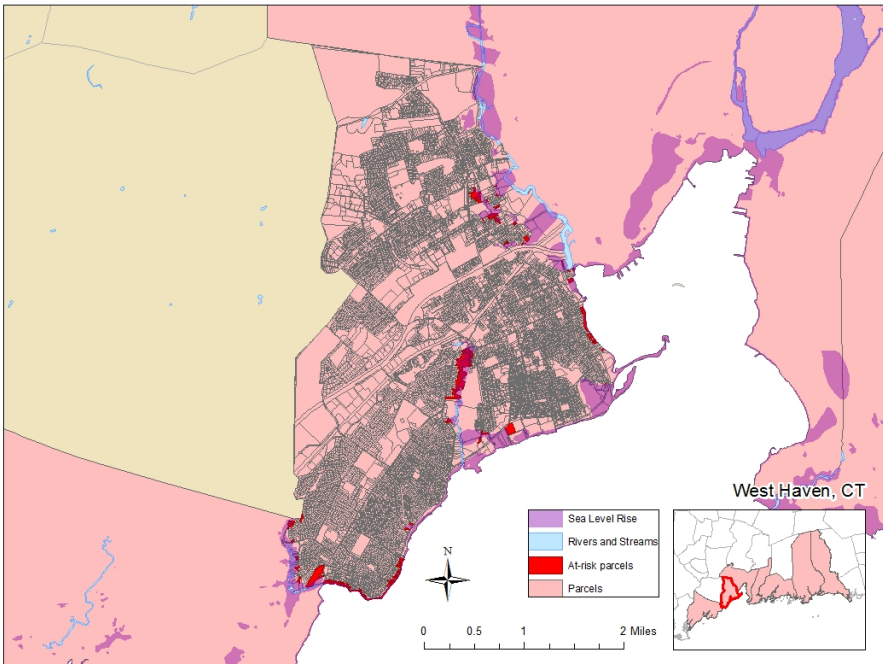 West Haven, CT
Sea Level Rise
Rivers and Streams
At-risk parcels
Parcels
N
0 0.5 1 2 Miles